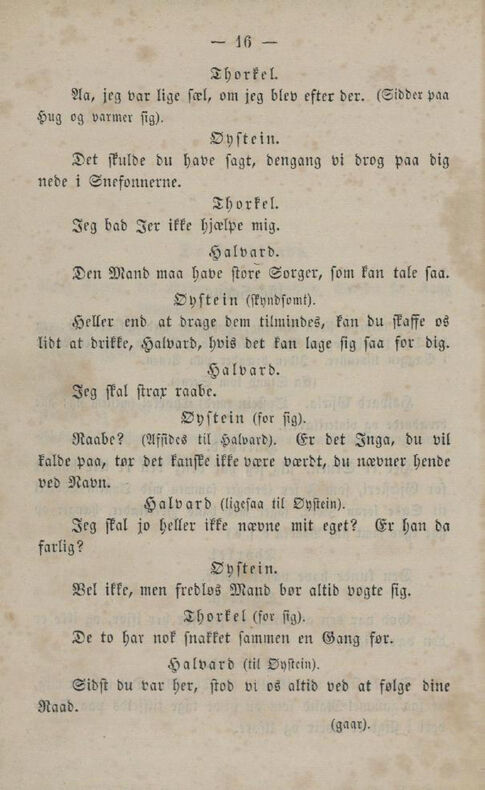 — 16 —
Thorkel.
Aa, jeg var lige sæl, om jeg blev efter der. (Sidder paa
Hug og varmer sig).
Øystein.
Det skulde du have sagt, dengang vi drog paa dig
nede i Snefonnerne.
Thorkel.
Jeg bad Jer ikke hjælpe mig.
Halvard.
Den Mand maa have store Sorger, som kan tale saa.
Øystein (skyndsomt).
Heller end at drage dem tilmindes, kan du skaffe os
lidt at drikke, Halvard, hvis det kan lage sig saa for dig.
Halvard.
Jeg skal strax raabe.
Øystein (for sig).
Raabe? (Afsides til Halvard). Er det Inga, du vil
kalde paa, tør det kanske ikke være værdt, du nævner hende
ved Navn.
Halvard (ligesaa til Øystein).
Jeg skal jo heller ikke nævne mit eget? Er han da
farlig?
Øystein.
Vel ikke, men fredløs Mand bør altid vogte sig.
Thorkel (for sig).
De to har nok snakket sammen en Gang før.
Halvard (til Øystein).
Sidst du var her, stod vi os altid ved at følge dine
Raad.
(gaar).